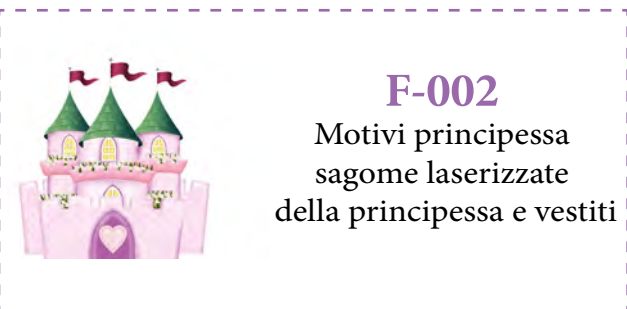 F-002
Motivi principessa
sagome laserizzate
della principessa e vestiti